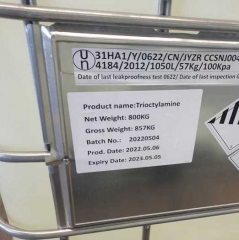 un 31HA1/Y/0622/CN/JYZR CCSNJ004
4184/2012/1050L/57Kg/100Kpa
Date of last leakproofness test 0622/ Date of last inspection
Product name:Trioctylamine
Net Weight: 800KG
Gross Weight: 857KG
Batch No.: 20220504
Prod. Date: 2022.05.06
Expiry Date: 2023.05.05